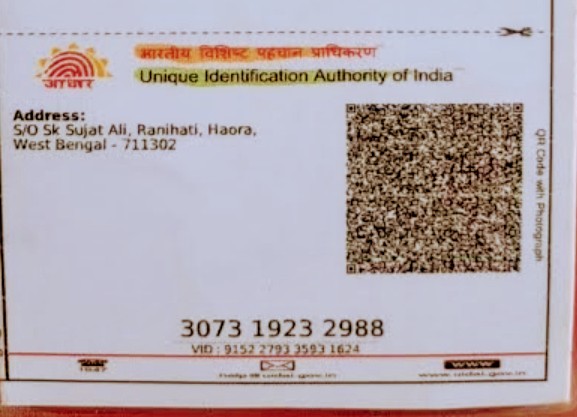 भारतीय विशिष्ट पहचान प्राधिकरण
आधार
Unique Identification Authority of India
Address:
S/O Sk Sujat Ali, Ranihati, Haora,
West Bengal - 711302
QR Code with Photograph
3073 1923 2988
VID : 9152 2793 3593 1624
1947
help@uidai.gov.in
www
www.uidai.gov.in